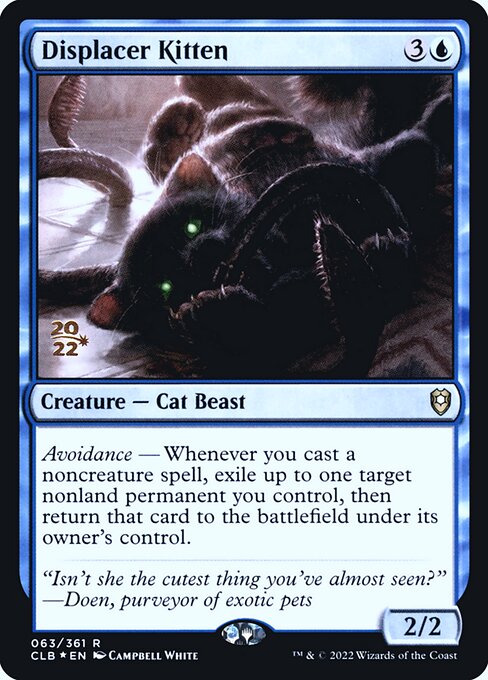 Displacer Kitten 3
20
22
Creature — Cat Beast
Avoidance — Whenever you cast a
noncreature spell, exile up to one target
nonland permanent you control, then
return that card to the battlefield under its
owner's control.
"Isn't she the cutest thing you've almost seen?"
—Doen, purveyor of exotic pets
2/2
063/361 R
CLB ★ EN Campbell White ™ & © 2022 Wizards of the Coast